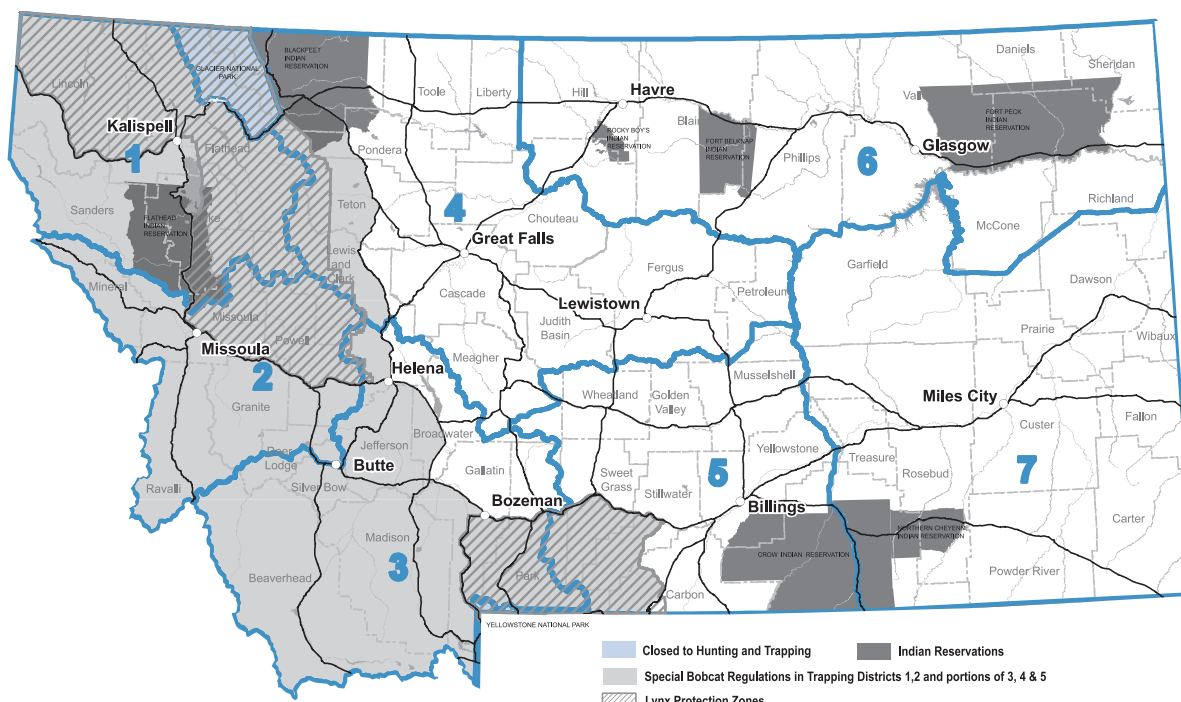 Daniels
Sheridan
BLACKFEET
INDIAN
RESERVATION
GLACIER NATIONAL
PARK
Lincoln
Toole
Liberty
Hill
Havre
Blain
Val
FORT PECK
INDIAN
RESERVATION
Kalispell
ROCKY BOY'S
INDIAN
RESERVATION
FORT BELKNAP
INDIAN
RESERVATION
Glasgow
1
Flathead
Pondera
Phillips
6
Sanders
FLATHEAD
INDIAN
RESERVATION
ke
Teton
4
Chouteau
McCone
Richland
Great Falls
Lewis
and
Clark
Fergus
Garfield
Mineral
Cascade
Lewistown
Petroleum
Dawson
Missoula
Powell
Judith
Basin
Prairie
Wibaux
Missoula
Meagher
Helena
2
Musselshell
Granite
Wheatland
Golden
Valley
Miles City
Fallon
Custer
Broadwater
Jefferson
Deer
Lodge
Butte
Gallatin
Yellowstone
Treasure
Rosebud
7
Sweet
Grass
5
Stillwater
Ravalli
Silver Bow
Bozeman
Billings
Carter
Madison
3
CROW INDIAN RESERVATION
NORTHERN CHEYENNE
INDIAN RESERVATION
Beaverhead
Park
Carbon
Powder River
YELLOWSTONE NATIONAL PARK
Closed to Hunting and Trapping
Indian Reservations
Special Bobcat Regulations in Trapping Districts 1,2 and portions of 3, 4 & 5
Lynx Protection Zones